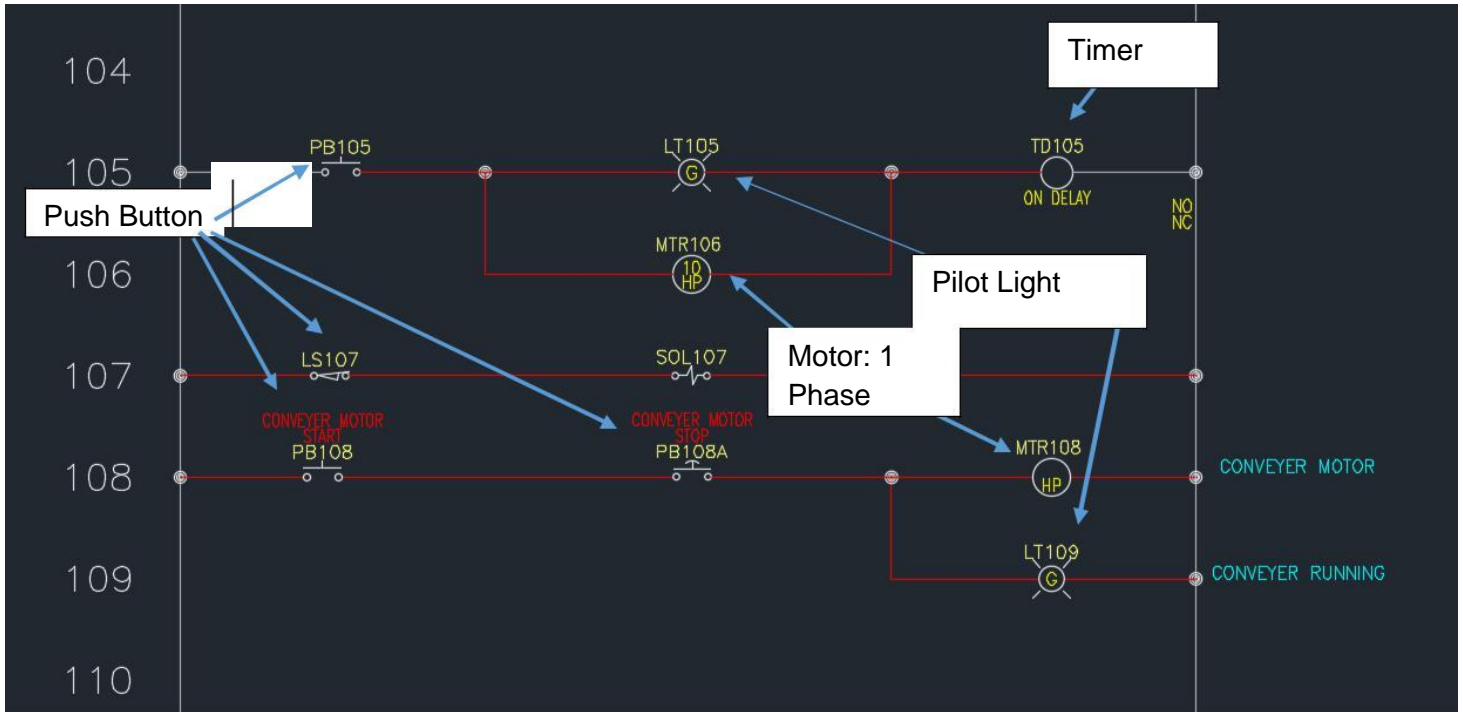 Timer
104
PB105
LT105
TD105
105
G
ON DELAY
NO
NC
Push Button
MTR106
106
10
HP
Pilot Light
Motor: 1
Phase
LS107
SOL107
107
CONVEYER MOTOR
START
CONVEYER MOTOR
STOP
PB108
PB108A
MTR108
108
HP
CONVEYER MOTOR
LT109
109
G
CONVEYER RUNNING
110